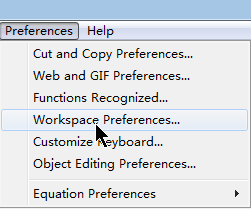 Preferences Help
Cut and Copy Preferences...
Web and GIF Preferences...
Functions Recognized...
Workspace Preferences...
Customize Keyboard...
Object Editing Preferences...
Equation Preferences